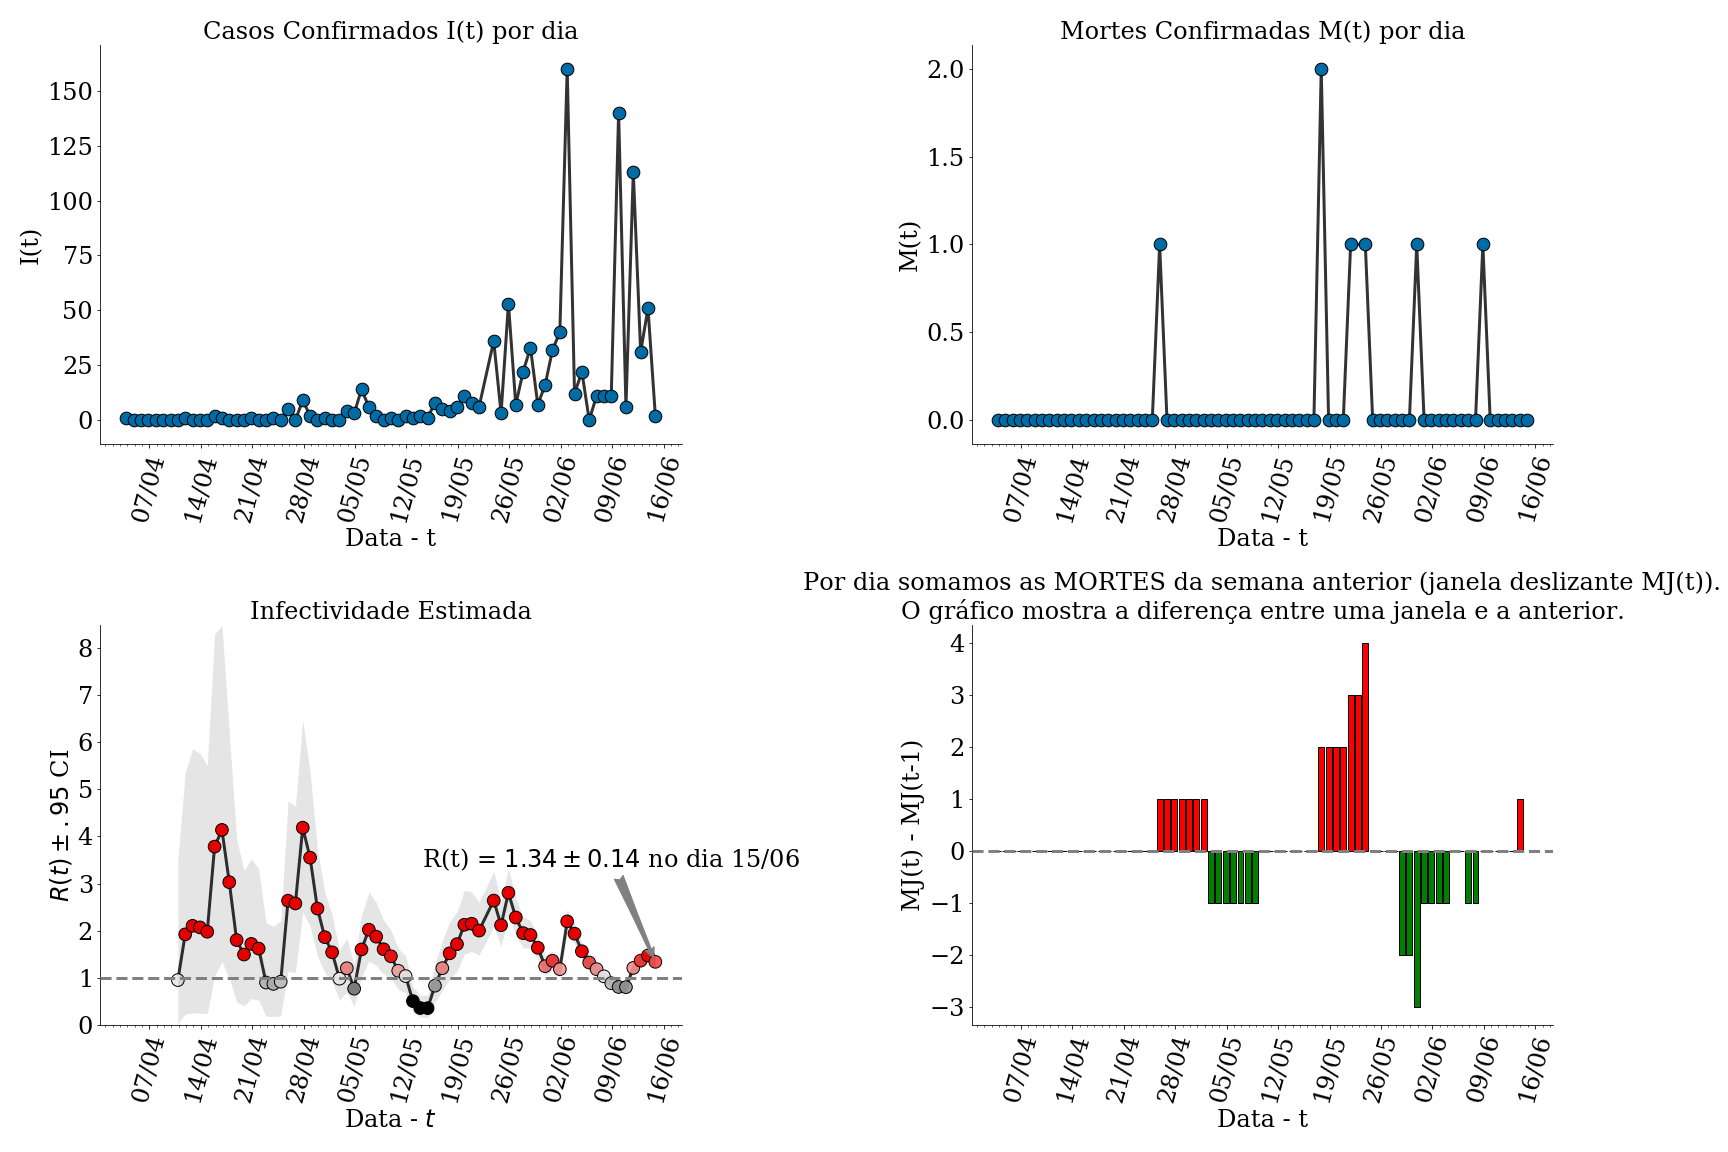 Casos Confirmados I(t) por dia
150
125
100
75
50
25
0
I(t)
07/04 14/04 21/04 28/04 05/05 12/05 19/05 26/05 02/06 09/06 16/06
Data - t
Mortes Confirmadas M(t) por dia
2.0
1.5
1.0
0.5
0.0
M(t)
07/04 14/04 21/04 28/04 05/05 12/05 19/05 26/05 02/06 09/06 16/06
Data - t
Infectividade Estimada
8
7
6
5
4
3
2
1
0
R(t) ± .95 CI
R(t) = 1.34 ± 0.14 no dia 15/06
07/04 14/04 21/04 28/04 05/05 12/05 19/05 26/05 02/06 09/06 16/06
Data - t
Por dia somamos as MORTES da semana anterior (janela deslizante MJ(t)).
O gráfico mostra a diferença entre uma janela e a anterior.
4
3
2
1
0
−1
−2
−3
MJ(t) - MJ(t-1)
07/04 14/04 21/04 28/04 05/05 12/05 19/05 26/05 02/06 09/06 16/06
Data - t